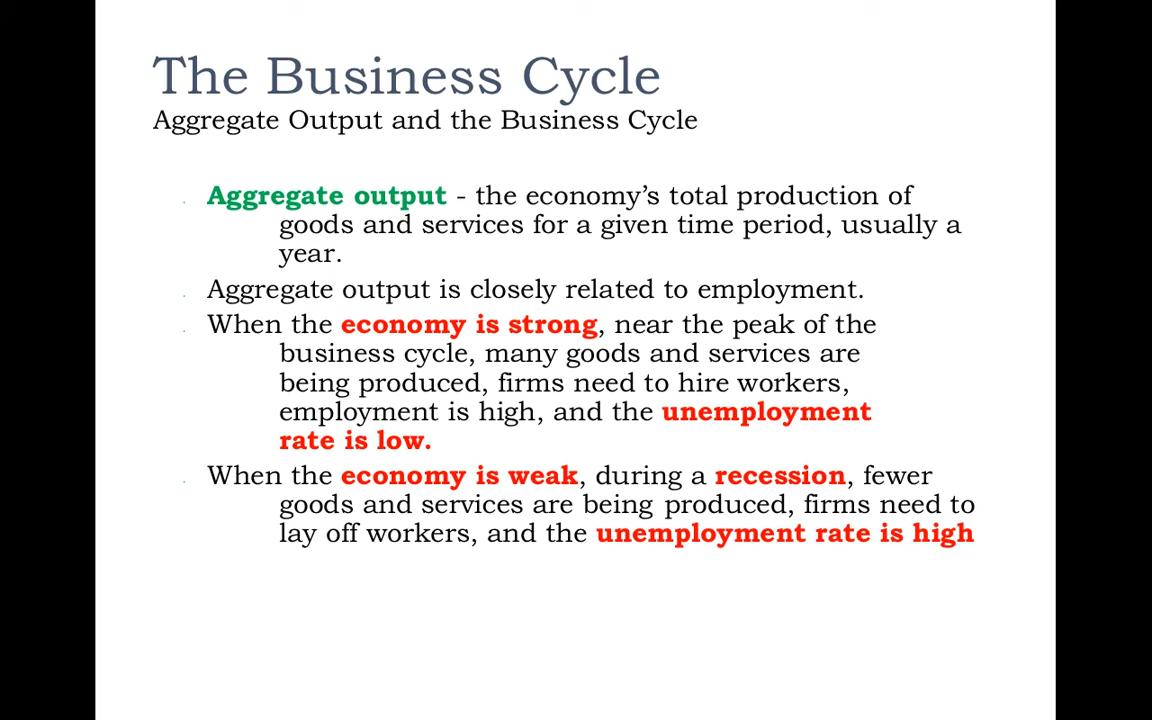 The Business Cycle
Aggregate Output and the Business Cycle
Aggregate output - the economy's total production of
goods and services for a given time period, usually a
year.
Aggregate output is closely related to employment.
When the economy is strong, near the peak of the
business cycle, many goods and services are
being produced, firms need to hire workers,
employment is high, and the unemployment
rate is low.
When the economy is weak, during a recession, fewer
goods and services are being produced, firms need to
lay off workers, and the unemployment rate is high